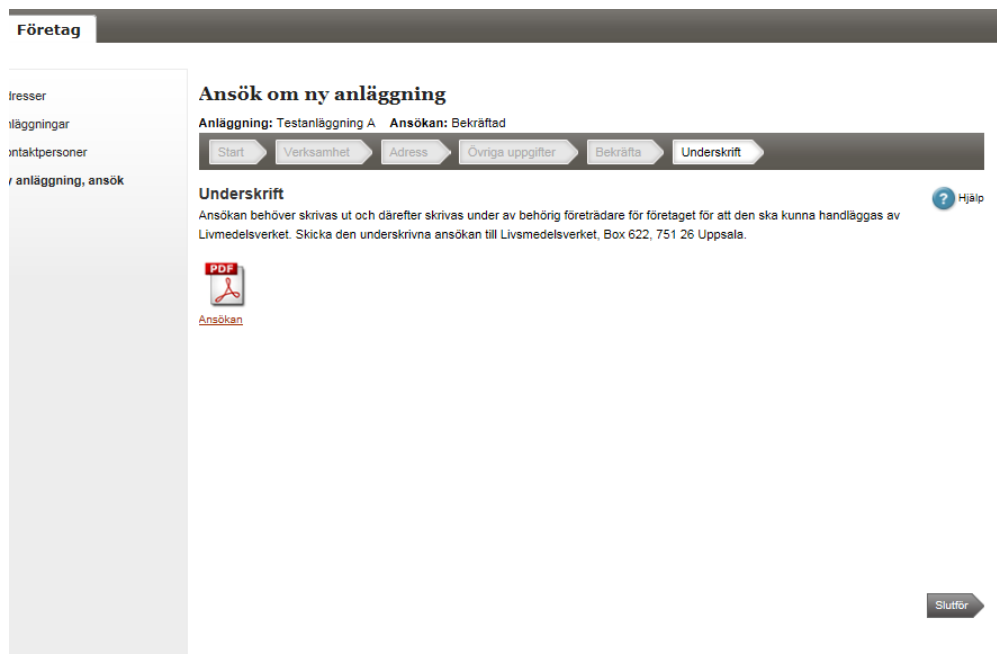 Företag
dresser
nläggningar
ontaktpersoner
y anläggning, ansök
Ansök om ny anläggning
Anläggning: Testanläggning A Ansökan: Bekräftad
Start Verksamhet Adress Övriga uppgifter Bekräfta Underskrift
Underskrift
Hjälp
Ansökan behöver skrivas ut och därefter skrivas under av behörig företrädare för företaget för att den ska kunna handläggas av
Livmedelsverket. Skicka den underskrivna ansökan till Livsmedelsverket, Box 622, 751 26 Uppsala.
PDF
Ansökan
Slutför